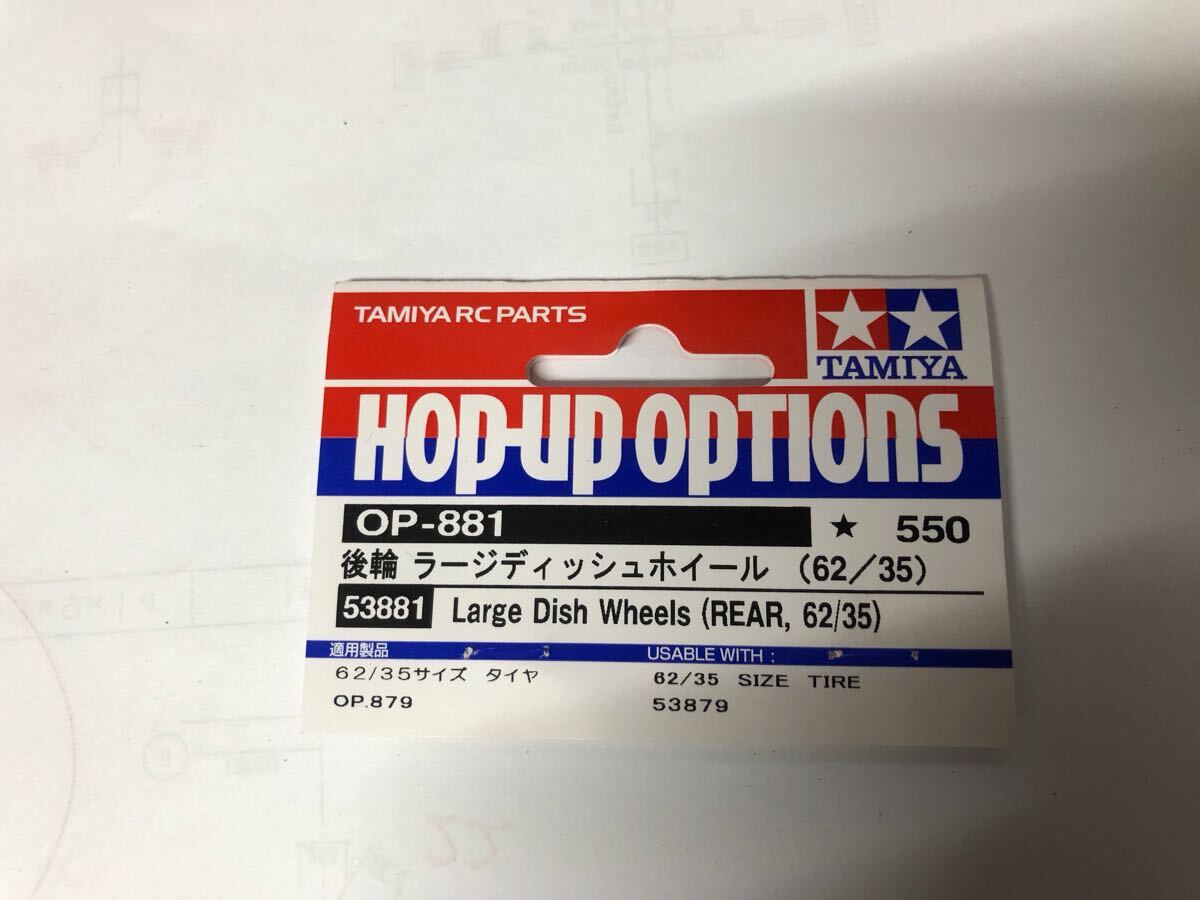 TAMIYA RC PARTS
TAMIYA
HOP-UP OPTIONS
OP-881 ★ 550
後輪 ラージディッシュホイール (62/35)
53881 Large Dish Wheels (REAR, 62/35)
適用製品 USABLE WITH :
62/35サイズ タイヤ 62/35 SIZE TIRE
OP.879 53879